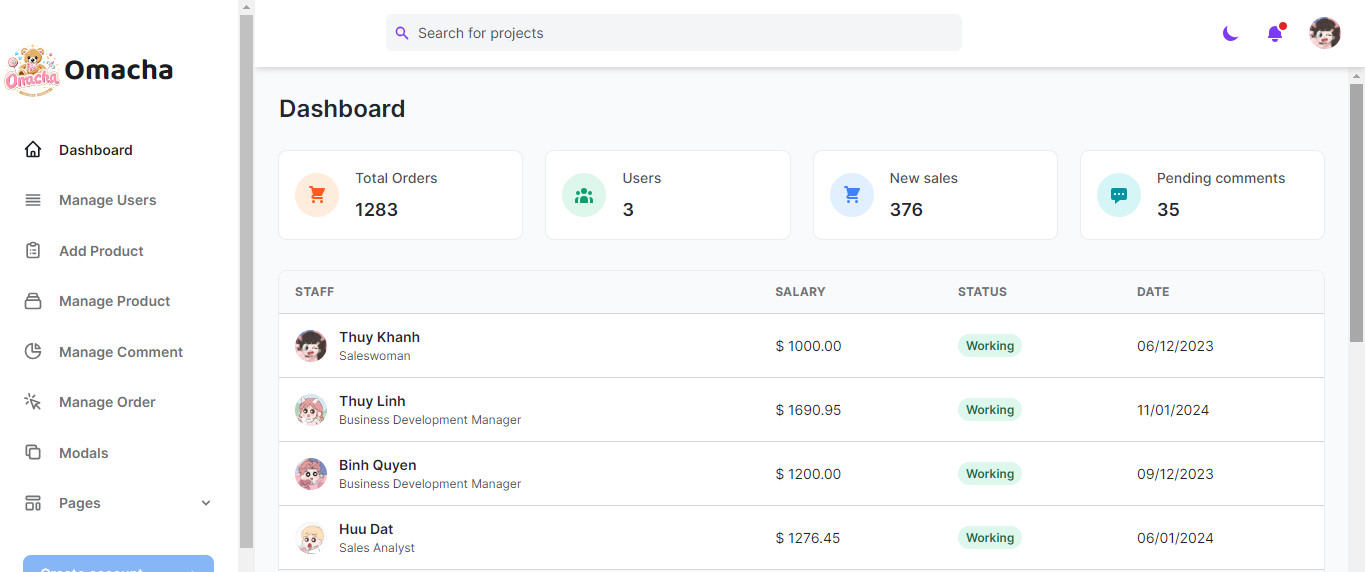 Omacha
Omacha
Dashboard
Manage Users
Add Product
Manage Product
Manage Comment
Manage Order
Modals
Pages
Create account
Search for projects
Dashboard
Total Orders
1283
Users
3
New sales
376
Pending comments
35
STAFF SALARY STATUS DATE
Thuy Khanh
Saleswoman
$ 1000.00 Working 06/12/2023
Thuy Linh
Business Development Manager
$ 1690.95 Working 11/01/2024
Binh Quyen
Business Development Manager
$ 1200.00 Working 09/12/2023
Huu Dat
Sales Analyst
$ 1276.45 Working 06/01/2024